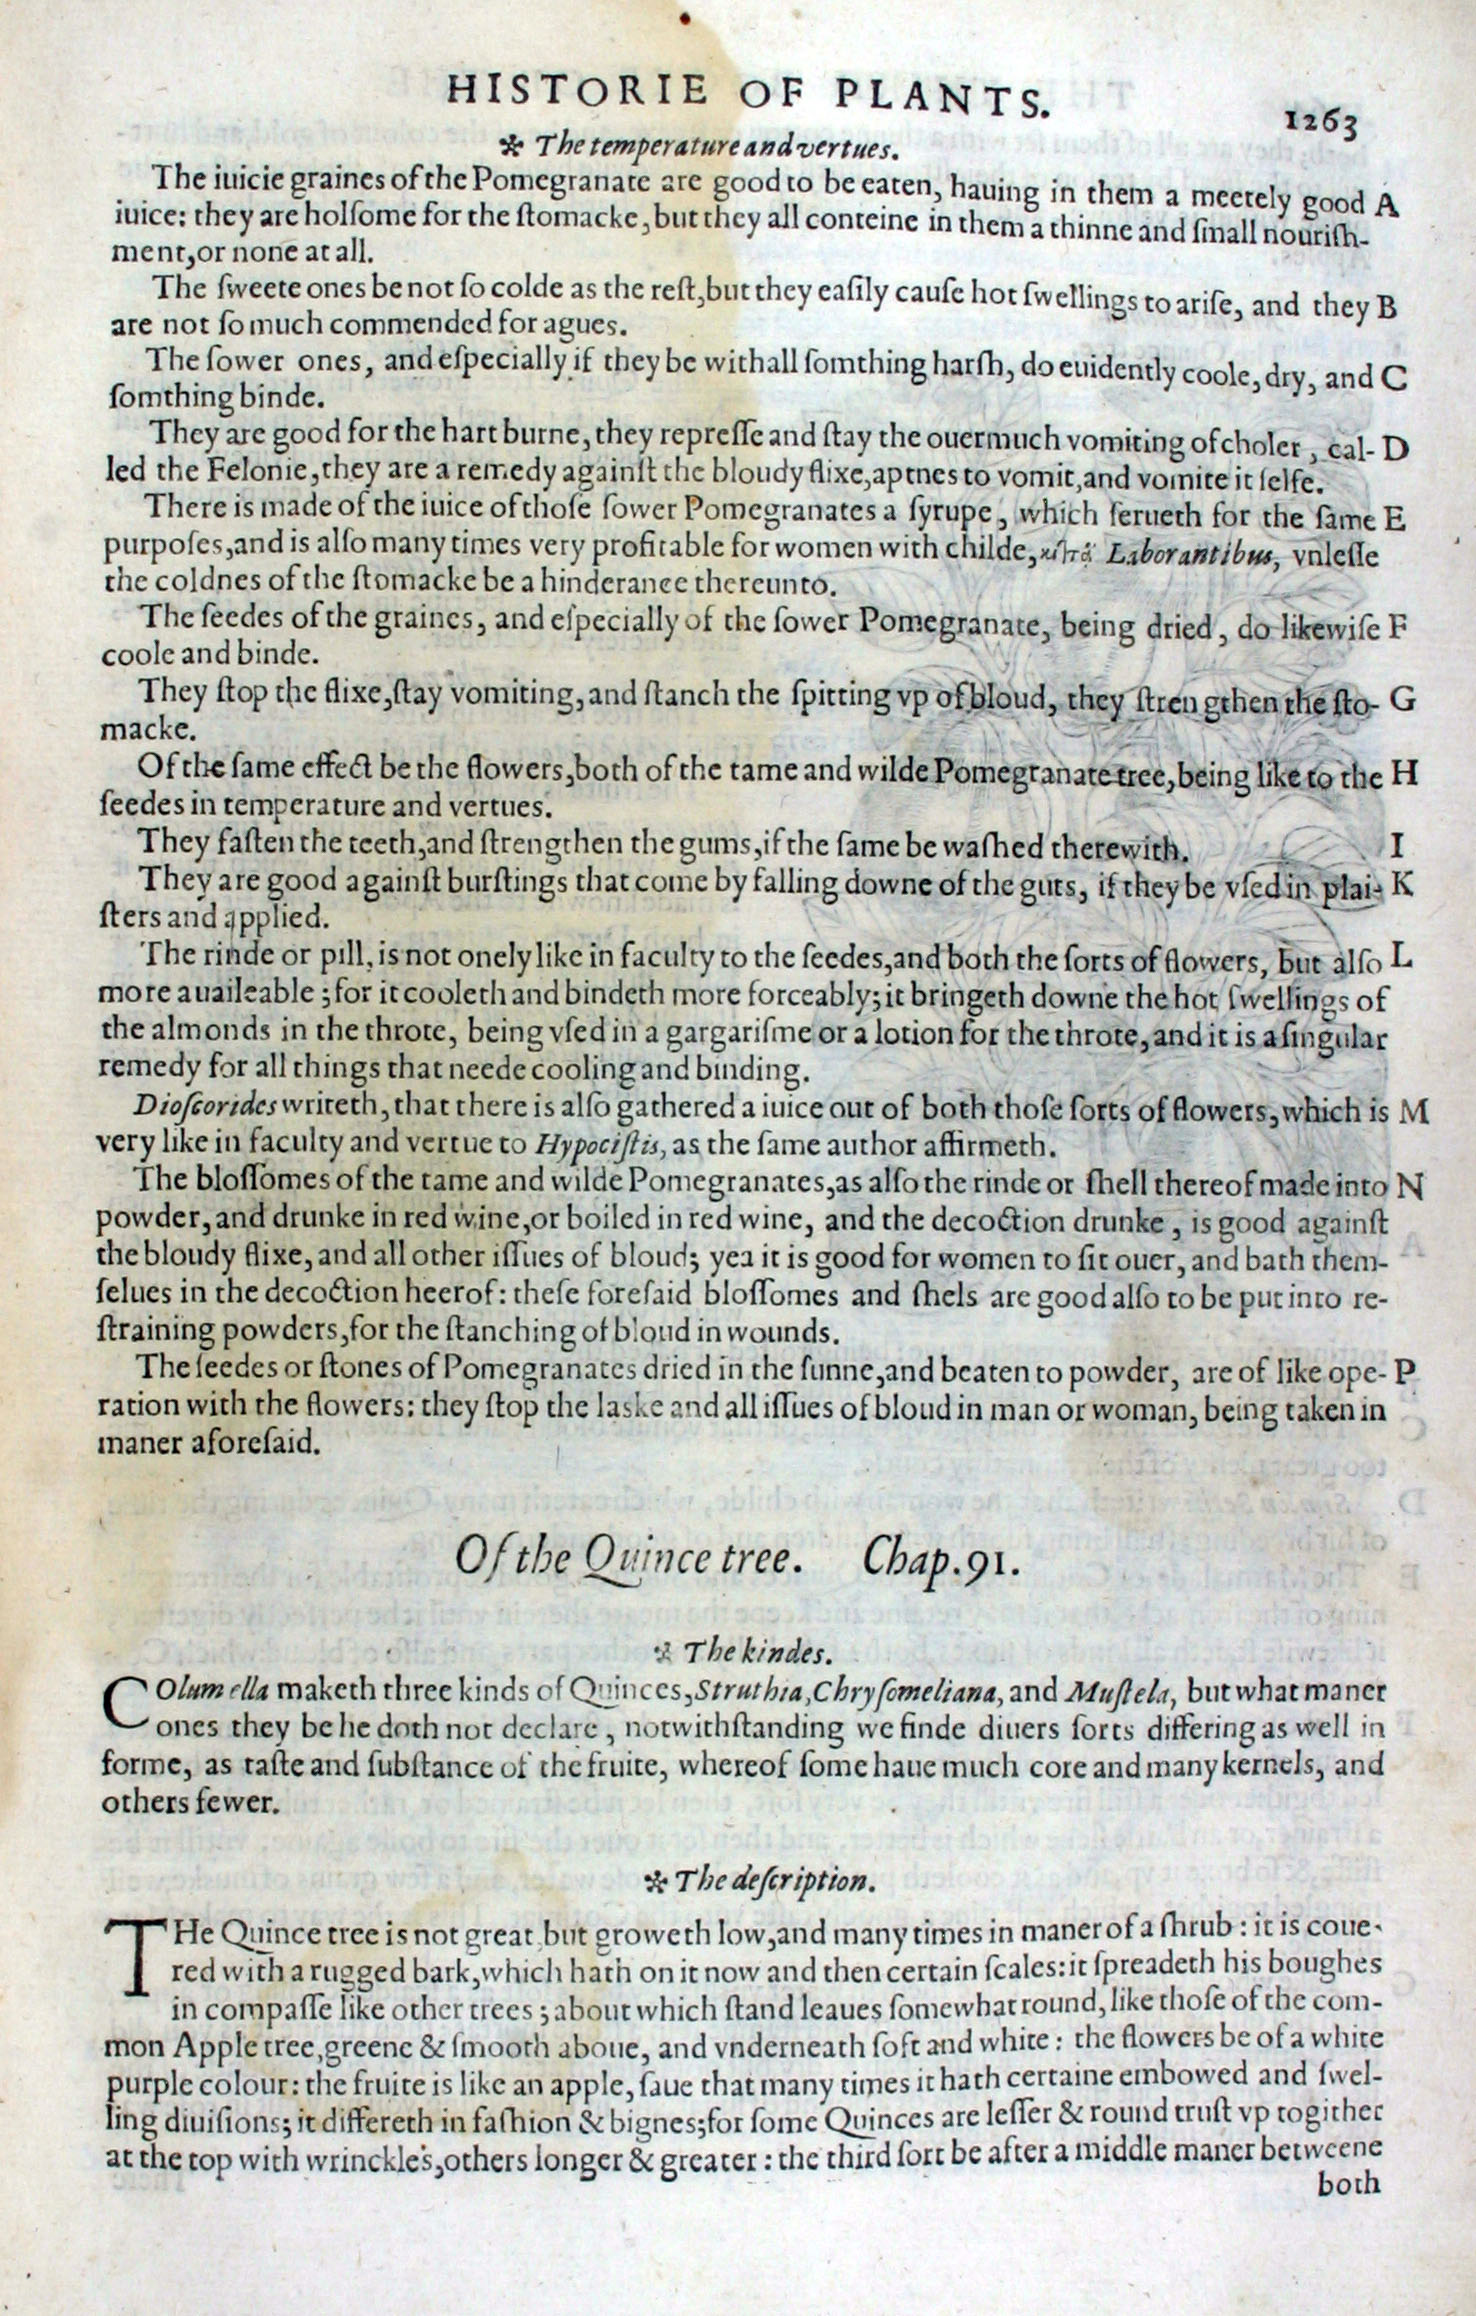 HISTORIE OF PLANTS.
1263
✲ The temperature and vertues.
The iuicie graines of the Pomegranate are good to be eaten, hauing in them a meetely good A
iuice: they are holſome for the ſtomacke, but they all conteine in them a thinne and ſmall nouriſh-
ment, or none at all.
The ſweete ones be not ſo colde as the reſt, but they eaſily cauſe hot ſwellings to ariſe, and they B
are not ſo much commended for agues.
The ſower ones, and eſpecially if they be withall ſomthing harſh, do euidently coole, dry, and C
ſomthing binde.
They are good for the hart burne, they repreſſe and ſtay the ouermuch vomiting of choler, cal- D
led the Felonie, they are a remedy againſt the bloudy flixe, aptnes to vomit, and vomite it ſelfe.
There is made of the iuice of thoſe ſower Pomegranates a ſyrupe, which ſerueth for the ſame E
purpoſes, and is alſo many times very profitable for women with childe, Laborantibus, vnleſſe
the coldnes of the ſtomacke be a hinderance thereunto.
The ſeedes of the graines, and eſpecially of the ſower Pomegranate, being dried, do likewiſe F
coole and binde.
They ſtop the flixe, ſtay vomiting, and ſtanch the ſpitting vp of bloud, they ſtrengthen the ſto- G
macke.
Of the ſame effect be the flowers, both of the tame and wilde Pomegranate tree, being like to the H
ſeedes in temperature and vertues.
They faſten the teeth, and ſtrengthen the gums, if the ſame be waſhed therewith. I
They are good againſt burſtings that come by falling downe of the guts, if they be vſed in plai- K
ſters and applied.
The rinde or pill, is not onely like in faculty to the ſeedes, and both the ſorts of flowers, but alſo L
more auaileable; for it cooleth and bindeth more forceably; it bringeth downe the hot ſwellings of
the almonds in the throte, being vſed in a gargariſme or a lotion for the throte, and it is a ſingular
remedy for all things that neede cooling and binding.
Dioſcorides writeth, that there is alſo gathered a iuice out of both thoſe ſorts of flowers, which is M
very like in faculty and vertue to Hypociſtis, as the ſame author affirmeth.
The bloſſomes of the tame and wilde Pomegranates, as alſo the rinde or ſhell thereof made into N
powder, and drunke in red wine, or boiled in red wine, and the decoction drunke, is good againſt
the bloudy flixe, and all other iſſues of bloud; yea it is good for women to ſit ouer, and bath them-
ſelues in the decoction heerof: theſe foreſaid bloſſomes and ſhels are good alſo to be put into re-
ſtraining powders, for the ſtanching of bloud in wounds.
The ſeedes or ſtones of Pomegranates dried in the ſunne, and beaten to powder, are of like ope- P
ration with the flowers: they ſtop the laske and all iſſues of bloud in man or woman, being taken in
maner aforeſaid.
Of the Quince tree. Chap. 91.
✲ The kindes.
COlumella maketh three kinds of Quinces, Struthia, Chryſomeliana, and Muſtela, but what maner
ones they be he doth not declare, notwithſtanding we finde diuers ſorts differing as well in
forme, as taſte and ſubſtance of the fruite, whereof ſome haue much core and many kernels, and
others fewer.
✲ The deſcription.
THe Quince tree is not great, but groweth low, and many times in maner of a ſhrub: it is coue-
red with a rugged bark, which hath on it now and then certain ſcales: it ſpreadeth his boughes
in compaſſe like other trees; about which ſtand leaues ſomewhat round, like thoſe of the com-
mon Apple tree, greene & ſmooth aboue, and vnderneath ſoft and white: the flowers be of a white
purple colour: the fruite is like an apple, ſaue that many times it hath certaine embowed and ſwel-
ling diuiſions; it differeth in faſhion & bignes; for ſome Quinces are leſſer & round truſt vp togither
at the top with wrinckles, others longer & greater: the third ſort be after a middle maner betweene
both